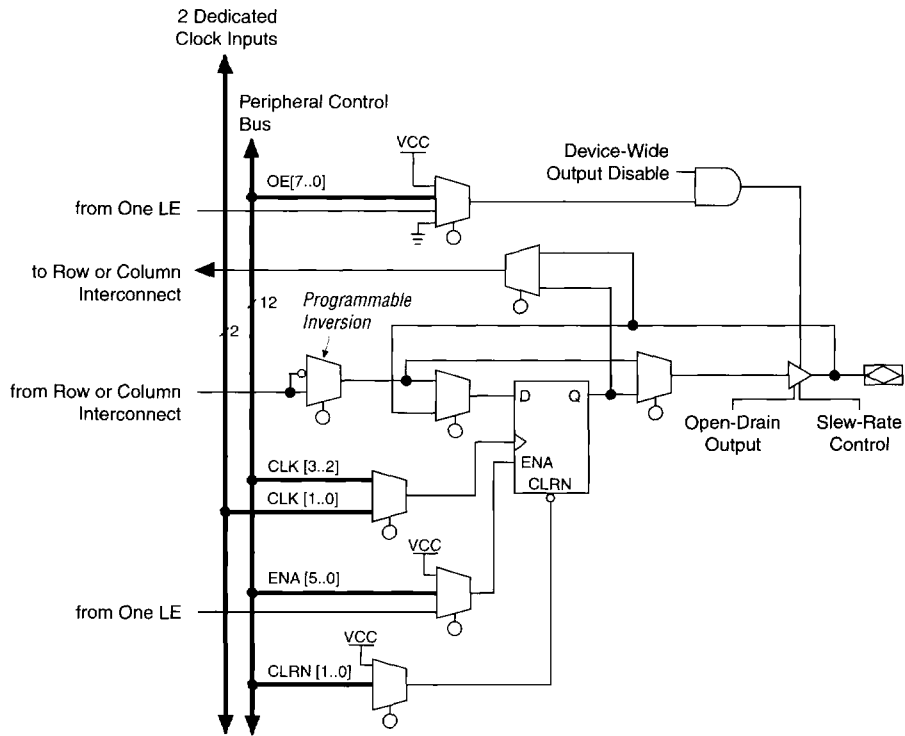 2 Dedicated
Clock Inputs
Peripheral Control
Bus
VCC
OE[7..0]
Device-Wide
Output Disable
from One LE
to Row or Column
Interconnect
12
2
Programmable
Inversion
from Row or Column
Interconnect
D
Q
ENA
CLRN
Open-Drain
Output
Slew-Rate
Control
CLK [3..2]
CLK [1..0]
VCC
ENA [5..0]
from One LE
VCC
CLRN [1..0]